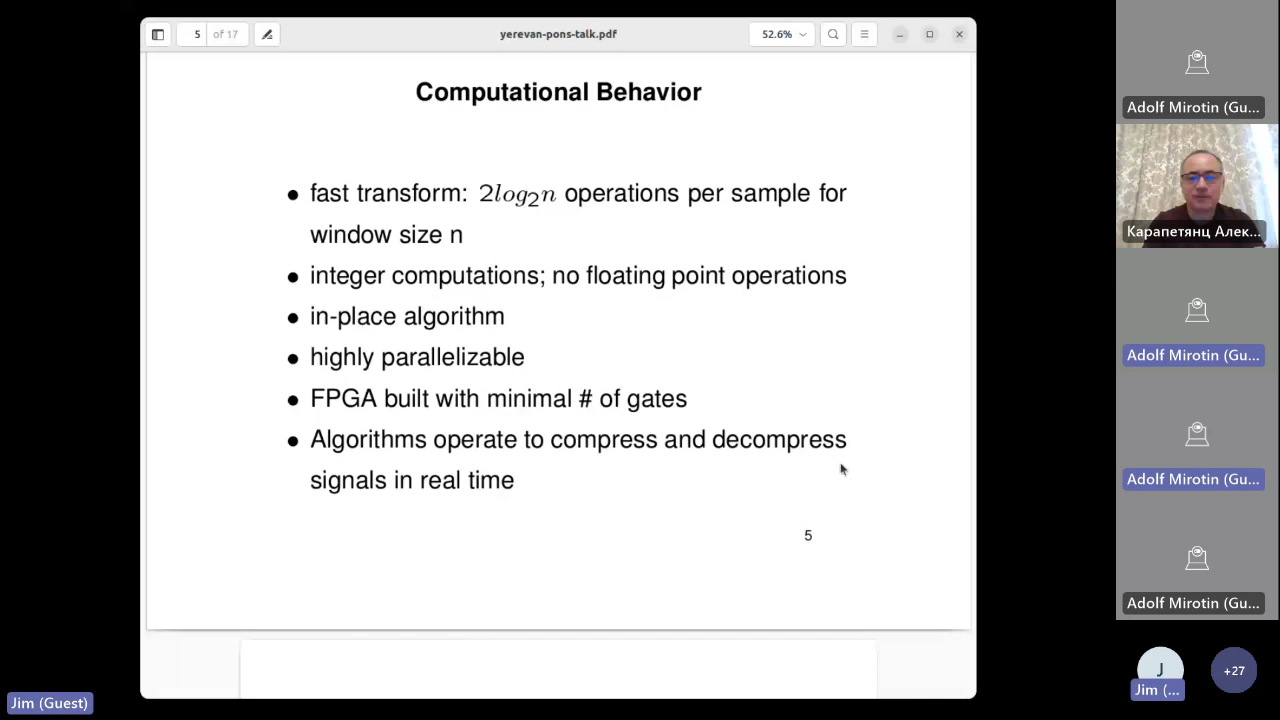 5 of 17
yerevan-pons-talk.pdf
52.6%
Computational Behavior
• fast transform: 2log₂n operations per sample for
window size n
• integer computations; no floating point operations
• in-place algorithm
• highly parallelizable
• FPGA built with minimal # of gates
• Algorithms operate to compress and decompress
signals in real time
5
Jim (Guest)
Adolf Mirotin (Gu...
Карапетянц Алек...
Adolf Mirotin (Gu...
Adolf Mirotin (Gu...
Adolf Mirotin (Gu...
J
Jim (...
+27